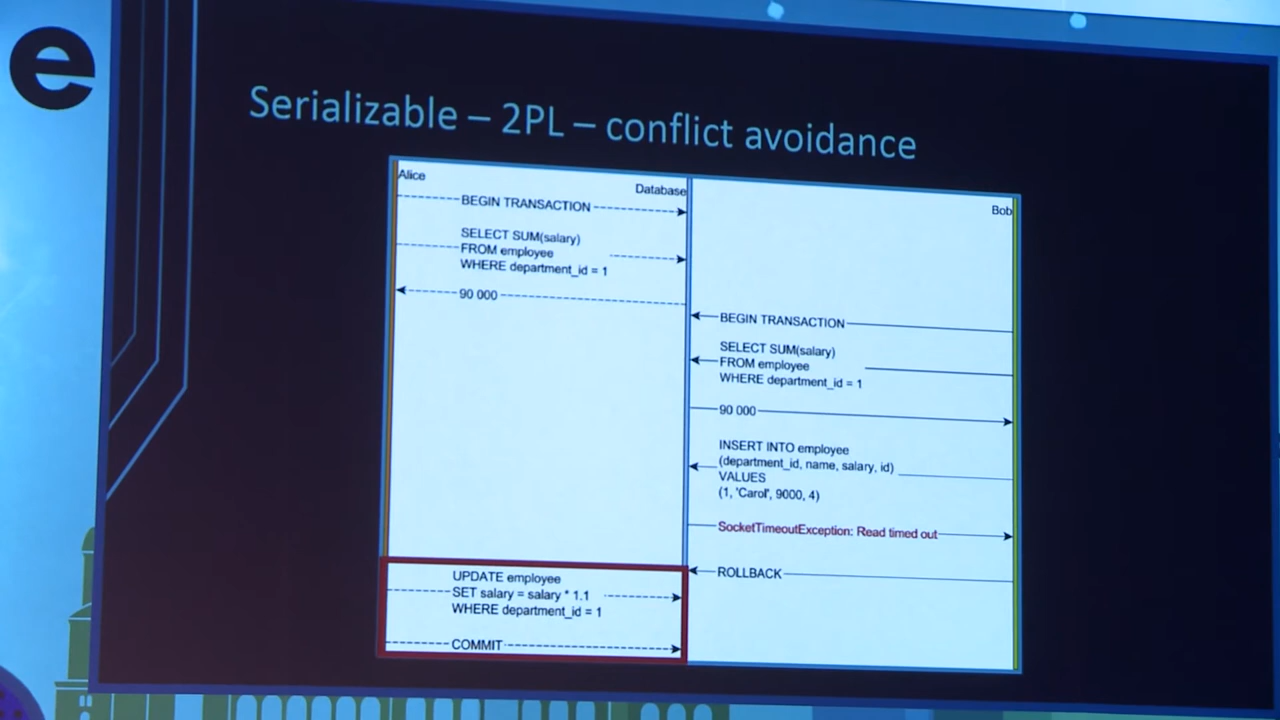 e
Serializable – 2PL – conflict avoidance
Alice
Database
Bob
BEGIN TRANSACTION
SELECT SUM(salary)
FROM employee
WHERE department_id = 1
90 000
BEGIN TRANSACTION
SELECT SUM(salary)
FROM employee
WHERE department_id = 1
90 000
INSERT INTO employee
(department_id, name, salary, id)
VALUES
(1, 'Carol', 9000, 4)
SocketTimeoutException: Read timed out
ROLLBACK
UPDATE employee
SET salary = salary * 1.1
WHERE department_id = 1
COMMIT